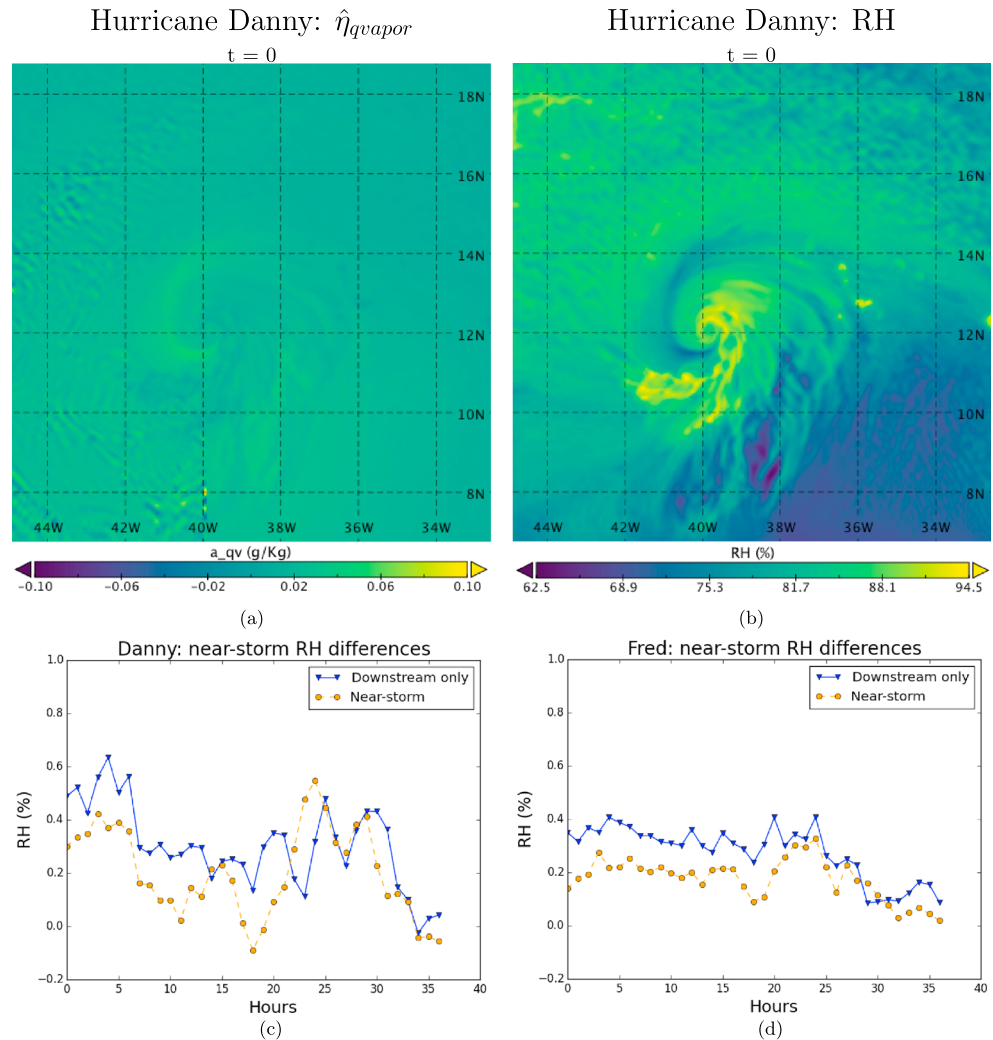 Hurricane Danny: η̂_qvapor
t = 0
18N
16N
14N
12N
10N
8N
44W 42W 40W 38W 36W 34W
a_qv (g/Kg)
−0.10 −0.06 −0.02 0.02 0.06 0.10
(a)
Hurricane Danny: RH
t = 0
18N
16N
14N
12N
10N
8N
44W 42W 40W 38W 36W 34W
RH (%)
62.5 68.9 75.3 81.7 88.1 94.5
(b)
Danny: near-storm RH differences
Downstream only
Near-storm
RH (%)
1.0
0.8
0.6
0.4
0.2
0.0
−0.2
0 5 10 15 20 25 30 35 40
Hours
(c)
Fred: near-storm RH differences
Downstream only
Near-storm
RH (%)
1.0
0.8
0.6
0.4
0.2
0.0
−0.2
0 5 10 15 20 25 30 35 40
Hours
(d)